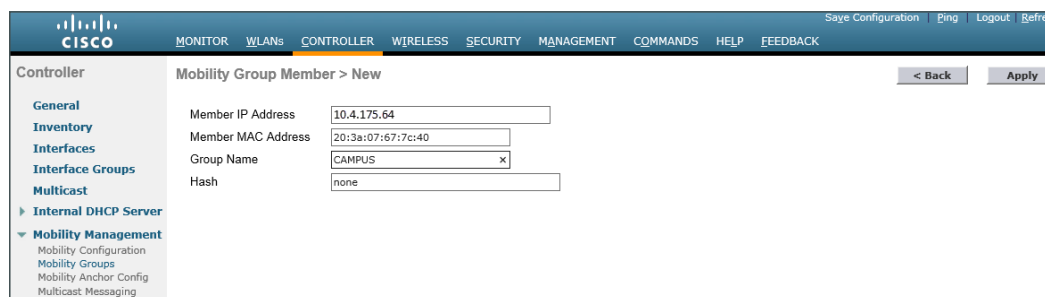 Save Configuration | Ping | Logout | Refre
CISCO
MONITOR WLANs CONTROLLER WIRELESS SECURITY MANAGEMENT COMMANDS HELP FEEDBACK
Controller
Mobility Group Member > New
< Back
Apply
General
Inventory
Interfaces
Interface Groups
Multicast
Internal DHCP Server
Mobility Management
Mobility Configuration
Mobility Groups
Mobility Anchor Config
Multicast Messaging
Member IP Address 10.4.175.64
Member MAC Address 20:3a:07:67:7c:40
Group Name CAMPUS ×
Hash none